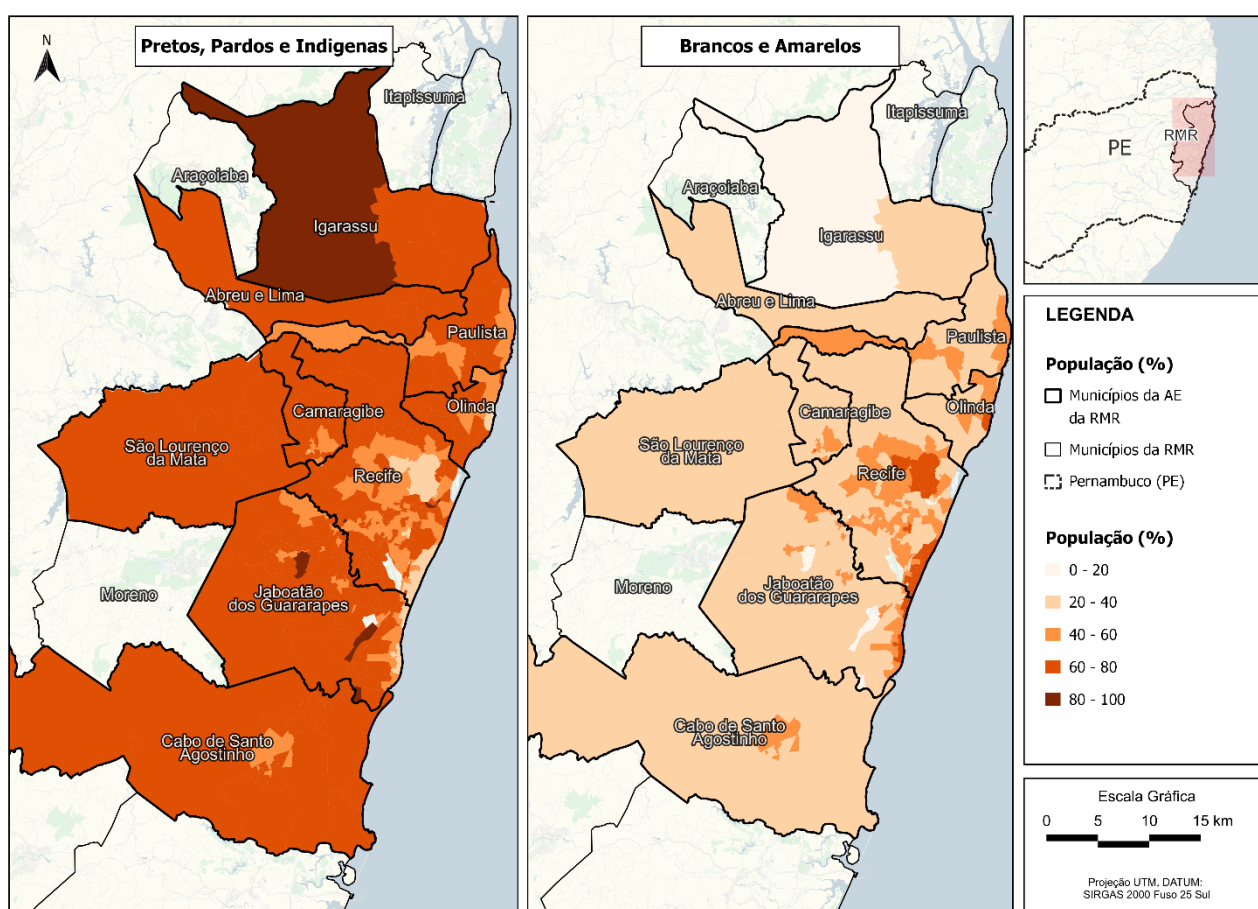 N
Pretos, Pardos e Indigenas
Itapissuma
Araçoiaba
Igarassu
Abreu e Lima
Paulista
Olinda
Camaragibe
São Lourenço
da Mata
Recife
Moreno
Jaboatão
dos Guararapes
Cabo de Santo
Agostinho
Brancos e Amarelos
Itapissuma
Araçoiaba
Igarassu
Abreu e Lima
Paulista
Olinda
Camaragibe
São Lourenço
da Mata
Recife
Moreno
Jaboatão
dos Guararapes
Cabo de Santo
Agostinho
RMR
PE
LEGENDA
População (%)
Municípios da AE
da RMR
Municípios da RMR
Pernambuco (PE)
População (%)
0 - 20
20 - 40
40 - 60
60 - 80
80 - 100
Escala Gráfica
0 5 10 15 km
Projeção UTM, DATUM:
SIRGAS 2000 Fuso 25 Sul